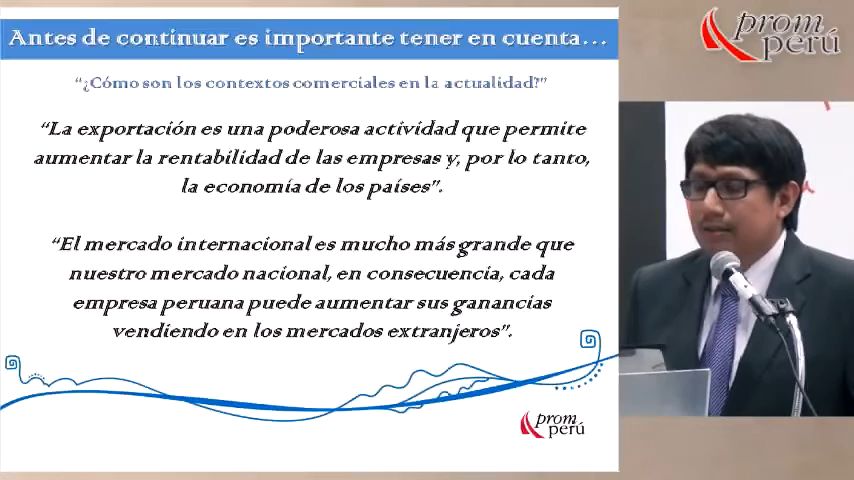 Antes de continuar es importante tener en cuenta...
prom
perú
"¿Cómo son los contextos comerciales en la actualidad?"
"La exportación es una poderosa actividad que permite
aumentar la rentabilidad de las empresas y, por lo tanto,
la economía de los países".
"El mercado internacional es mucho más grande que
nuestro mercado nacional, en consecuencia, cada
empresa peruana puede aumentar sus ganancias
vendiendo en los mercados extranjeros".
prom
perú